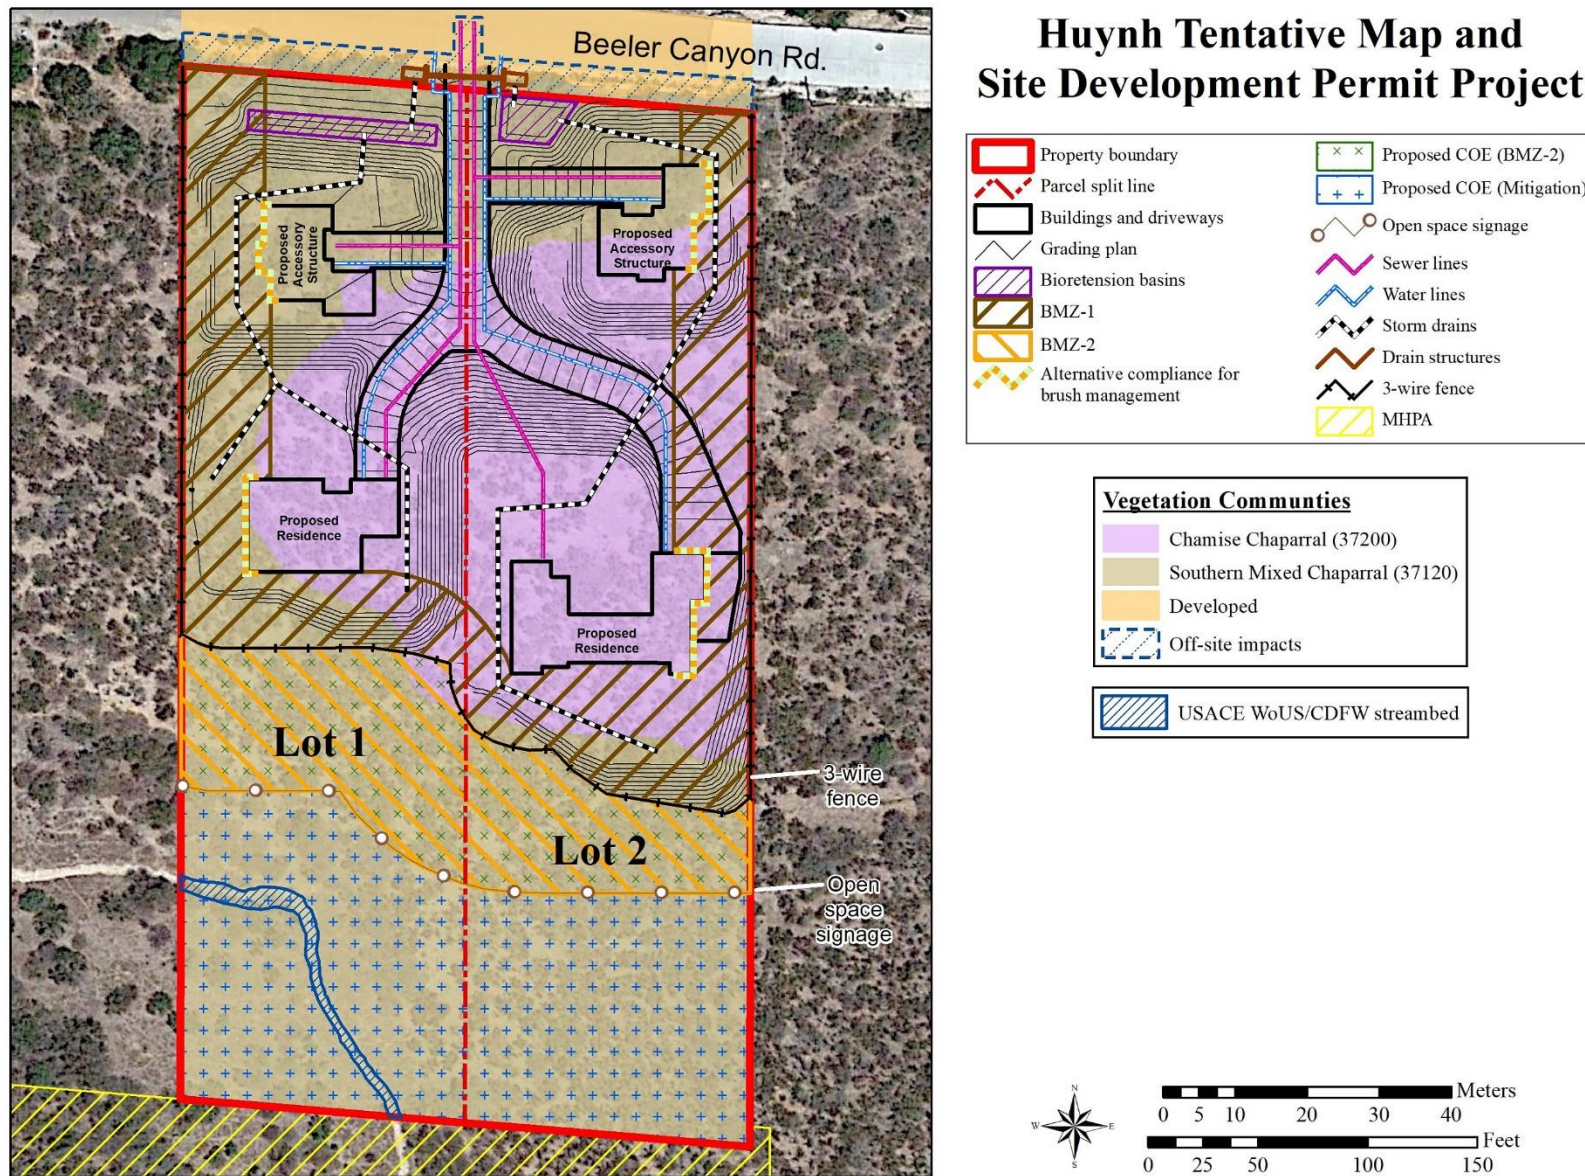 Huynh Tentative Map and
Site Development Permit Project
Beeler Canyon Rd.
Proposed
Accessory
Structure
Proposed
Accessory
Structure
Proposed
Residence
Proposed
Residence
Lot 1
Lot 2
3-wire
fence
Open
space
signage
Property boundary
Parcel split line
Buildings and driveways
Grading plan
Bioretension basins
BMZ-1
BMZ-2
Alternative compliance for
brush management
Proposed COE (BMZ-2)
Proposed COE (Mitigation)
Open space signage
Sewer lines
Water lines
Storm drains
Drain structures
3-wire fence
MHPA
Vegetation Communties
Chamise Chaparral (37200)
Southern Mixed Chaparral (37120)
Developed
Off-site impacts
USACE WoUS/CDFW streambed
N
W E
S
Meters
0 5 10 20 30 40
Feet
0 25 50 100 150